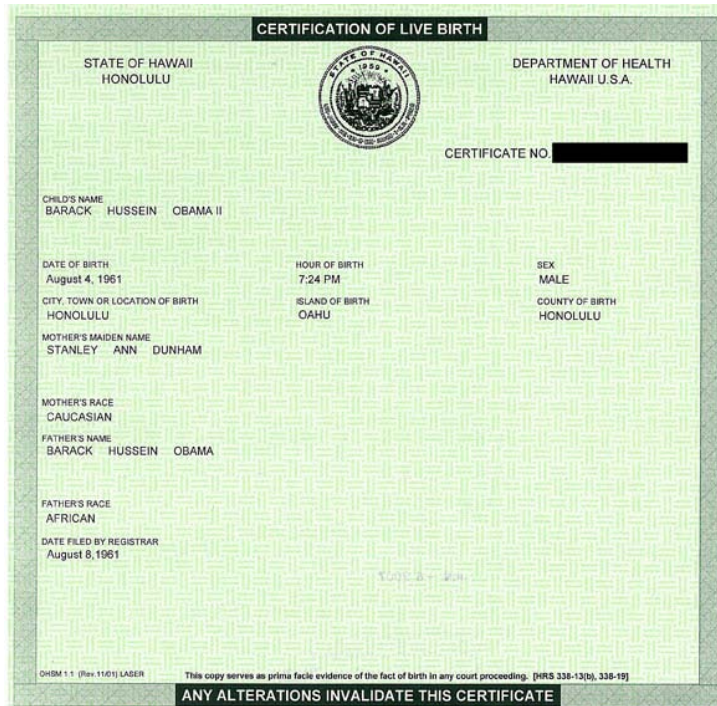 CERTIFICATION OF LIVE BIRTH
STATE OF HAWAII
HONOLULU
STATE OF HAWAII
1959
DEPARTMENT OF HEALTH
HAWAII U.S.A.
CERTIFICATE NO.
CHILD'S NAME
BARACK HUSSEIN OBAMA II
DATE OF BIRTH HOUR OF BIRTH SEX
August 4, 1961 7:24 PM MALE
CITY, TOWN OR LOCATION OF BIRTH ISLAND OF BIRTH COUNTY OF BIRTH
HONOLULU OAHU HONOLULU
MOTHER'S MAIDEN NAME
STANLEY ANN DUNHAM
MOTHER'S RACE
CAUCASIAN
FATHER'S NAME
BARACK HUSSEIN OBAMA
FATHER'S RACE
AFRICAN
DATE FILED BY REGISTRAR
August 8,1961
OHSM 1.1 (Rev.11/01) LASER This copy serves as prima facie evidence of the fact of birth in any court proceeding. [HRS 338-13(b), 338-19]
ANY ALTERATIONS INVALIDATE THIS CERTIFICATE